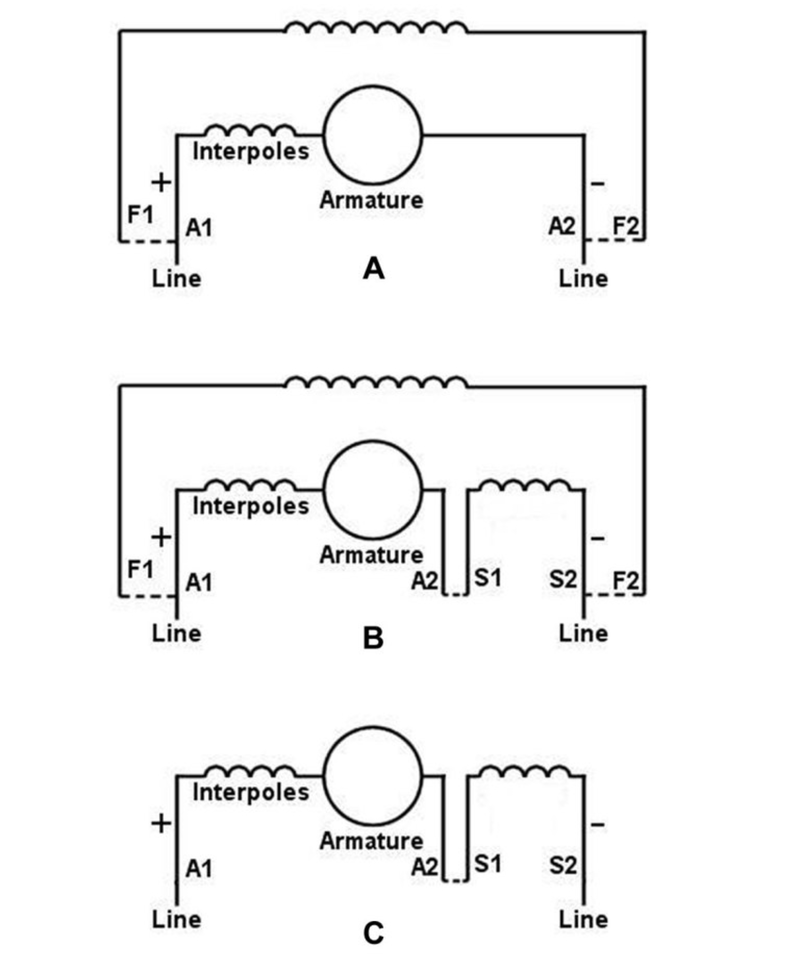 Interpoles
Armature
+
-
F1
A1
A2
F2
Line
Line
A
Interpoles
Armature
+
-
F1
A1
A2
S1
S2
F2
Line
Line
B
Interpoles
Armature
+
-
A1
A2
S1
S2
Line
Line
C